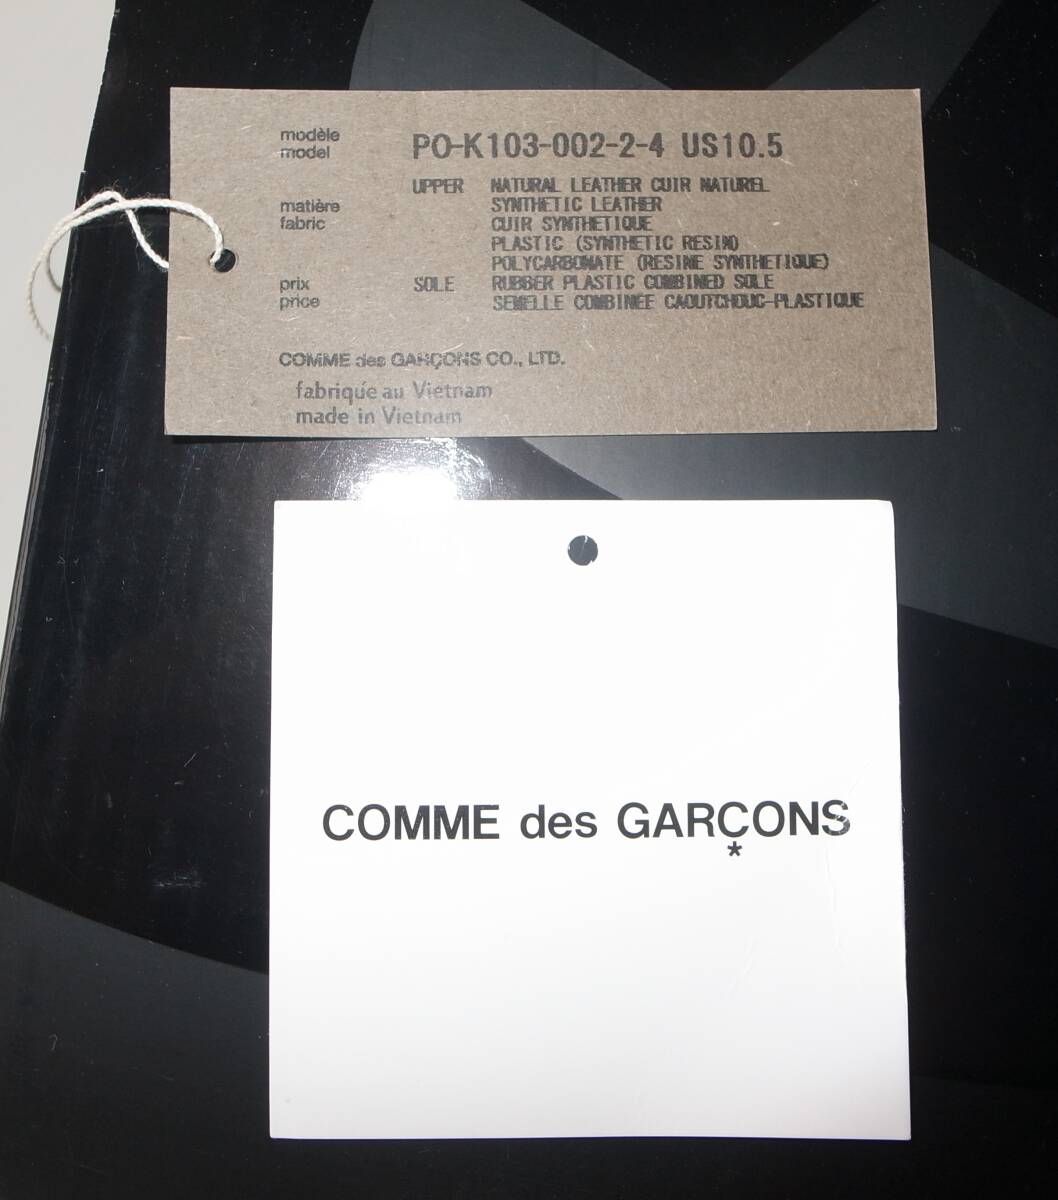 modèle
model
PO-K103-002-2-4 US10.5
UPPER NATURAL LEATHER CUIR NATUREL
matière SYNTHETIC LEATHER
fabric CUIR SYNTHETIQUE
PLASTIC (SYNTHETIC RESIN)
POLYCARBONATE (RESINE SYNTHETIQUE)
prix SOLE RUBBER PLASTIC COMBINED SOLE
price SEMELLE COMBINÉE CAOUTCHOUC-PLASTIQUE
COMME des GARÇONS CO., LTD.
fabriqué au Vietnam
made in Vietnam
COMME des GARÇONS
*